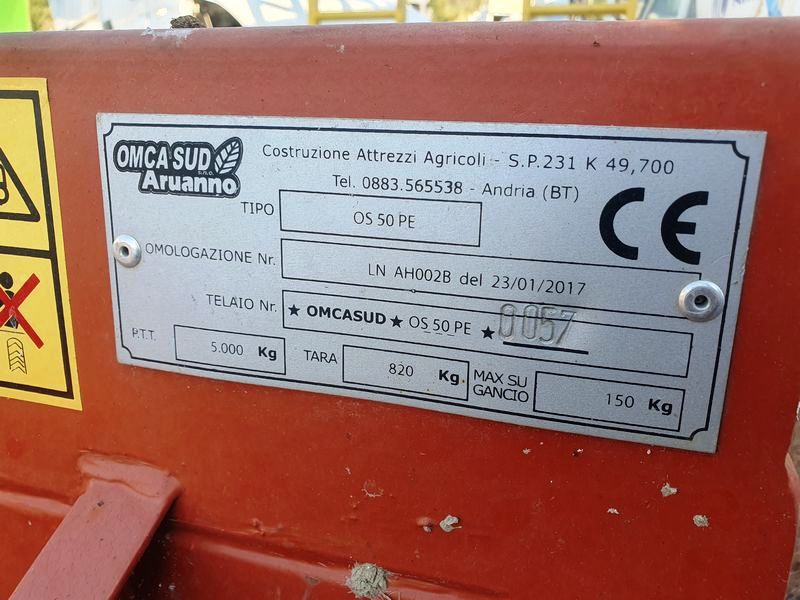 OMCA SUD s.n.c.
Aruanno
Costruzione Attrezzi Agricoli - S.P.231 K 49,700
Tel. 0883.565538 - Andria (BT)
CE
TIPO OS 50 PE
OMOLOGAZIONE Nr. LN AH002B del 23/01/2017
TELAIO Nr. ★ OMCASUD ★ OS 50 PE ★ 0057
P.T.T. 5.000 Kg TARA 820 Kg MAX SU GANCIO 150 Kg